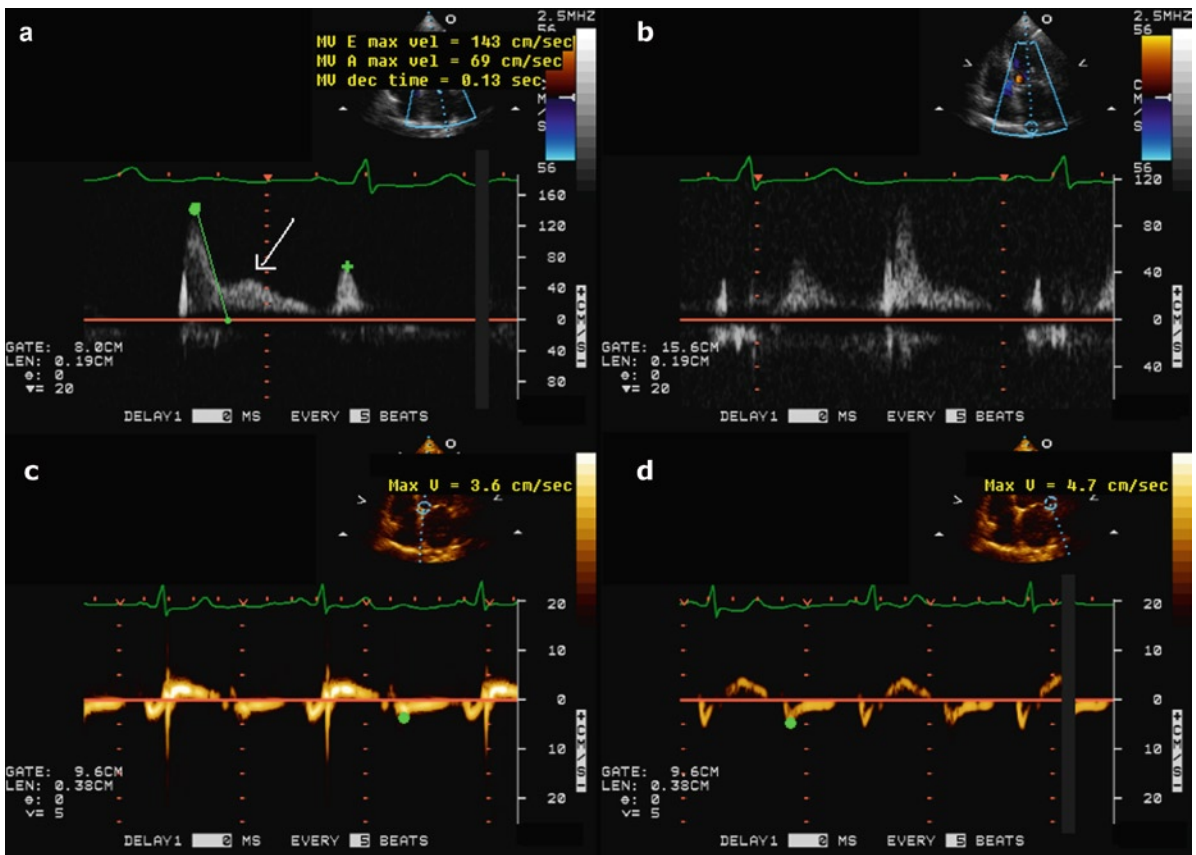 a
2.5MHZ
56
MV E max vel = 143 cm/sec
MV A max vel = 69 cm/sec
MV dec time = 0.13 sec
C
M
/
S
56
160
120
80
40
0
40
80
+CM/S-
GATE: 8.0CM
LEN: 0.19CM
θ: 0
▼= 20
DELAY1 0 MS EVERY 5 BEATS
b
2.5MHZ
56
C
M
/
S
56
120
80
40
0
40
+CM/S-
GATE: 15.6CM
LEN: 0.19CM
θ: 0
▼= 20
DELAY1 0 MS EVERY 5 BEATS
c
Max V = 3.6 cm/sec
20
10
0
10
20
+CM/S-
GATE: 9.6CM
LEN: 0.38CM
θ: 0
v= 5
DELAY1 0 MS EVERY 5 BEATS
d
Max V = 4.7 cm/sec
20
10
0
10
20
+CM/S-
GATE: 9.6CM
LEN: 0.38CM
θ: 0
v= 5
DELAY1 0 MS EVERY 5 BEATS